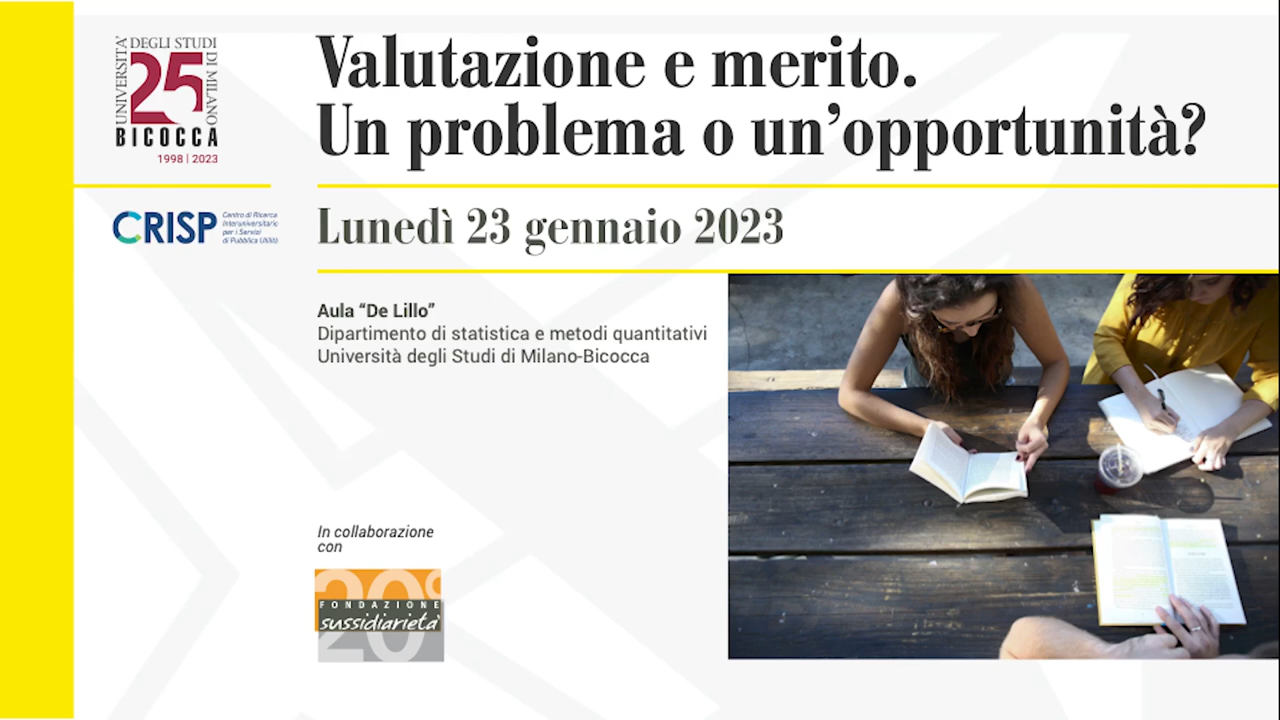 UNIVERSITÀ DEGLI STUDI DI MILANO
25
BICOCCA
1998 | 2023
Valutazione e merito.
Un problema o un’opportunità?
CRISP
Centro di Ricerca
Interuniversitario
per i Servizi
di Pubblica Utilità
Lunedì 23 gennaio 2023
Aula “De Lillo”
Dipartimento di statistica e metodi quantitativi
Università degli Studi di Milano-Bicocca
In collaborazione
con
20°
FONDAZIONE
sussidiarietà